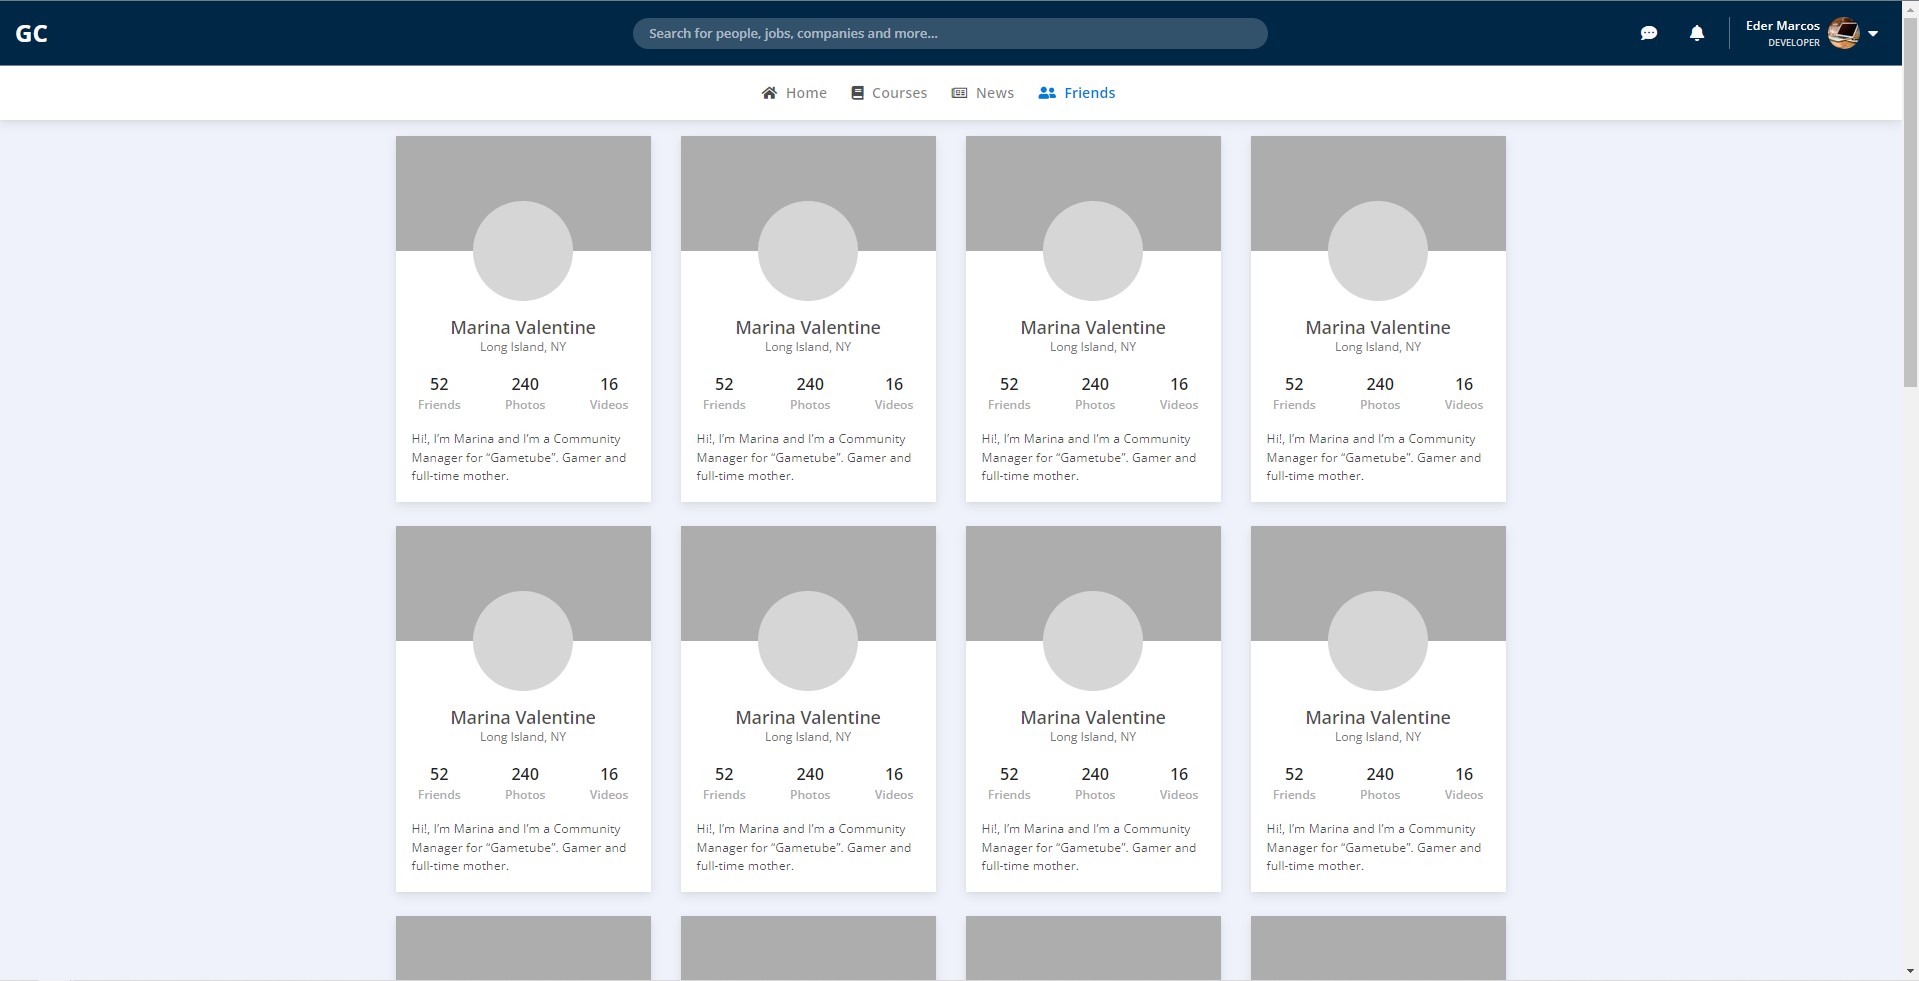 GC
Search for people, jobs, companies and more...
Eder Marcos
DEVELOPER
Home
Courses
News
Friends
Marina Valentine
Long Island, NY
52
240
16
Friends
Photos
Videos
Hi!, I’m Marina and I’m a Community
Manager for “Gametube”. Gamer and
full-time mother.
Marina Valentine
Long Island, NY
52
240
16
Friends
Photos
Videos
Hi!, I’m Marina and I’m a Community
Manager for “Gametube”. Gamer and
full-time mother.
Marina Valentine
Long Island, NY
52
240
16
Friends
Photos
Videos
Hi!, I’m Marina and I’m a Community
Manager for “Gametube”. Gamer and
full-time mother.
Marina Valentine
Long Island, NY
52
240
16
Friends
Photos
Videos
Hi!, I’m Marina and I’m a Community
Manager for “Gametube”. Gamer and
full-time mother.
Marina Valentine
Long Island, NY
52
240
16
Friends
Photos
Videos
Hi!, I’m Marina and I’m a Community
Manager for “Gametube”. Gamer and
full-time mother.
Marina Valentine
Long Island, NY
52
240
16
Friends
Photos
Videos
Hi!, I’m Marina and I’m a Community
Manager for “Gametube”. Gamer and
full-time mother.
Marina Valentine
Long Island, NY
52
240
16
Friends
Photos
Videos
Hi!, I’m Marina and I’m a Community
Manager for “Gametube”. Gamer and
full-time mother.
Marina Valentine
Long Island, NY
52
240
16
Friends
Photos
Videos
Hi!, I’m Marina and I’m a Community
Manager for “Gametube”. Gamer and
full-time mother.